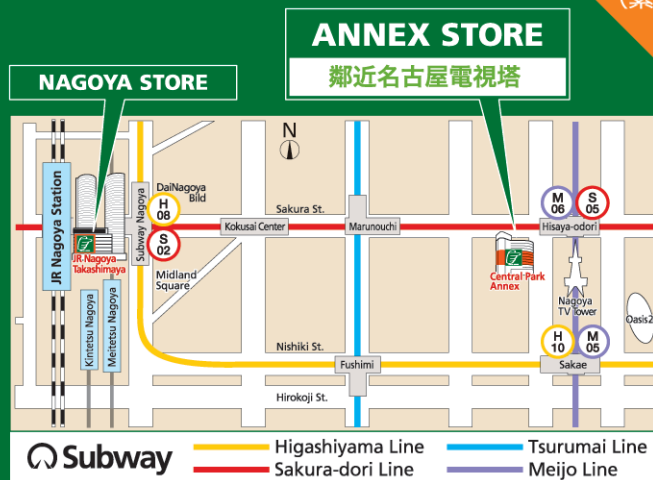 ANNEX STORE
鄰近名古屋電視塔
NAGOYA STORE
N
JR Nagoya Station
DaiNagoya
Bild
H
08
S
02
Subway Nagoya
JR Nagoya
Takashimaya
Midland
Square
Kintetsu Nagoya
Meitetsu Nagoya
Sakura St.
Kokusai Center
Marunouchi
M
06
S
05
Hisaya-odori
Central Park
Annex
Nagoya
TV Tower
Oasis2
H
10
M
05
Nishiki St.
Fushimi
Sakae
Hirokoji St.
Subway
Higashiyama Line
Tsurumai Line
Sakura-dori Line
Meijo Line